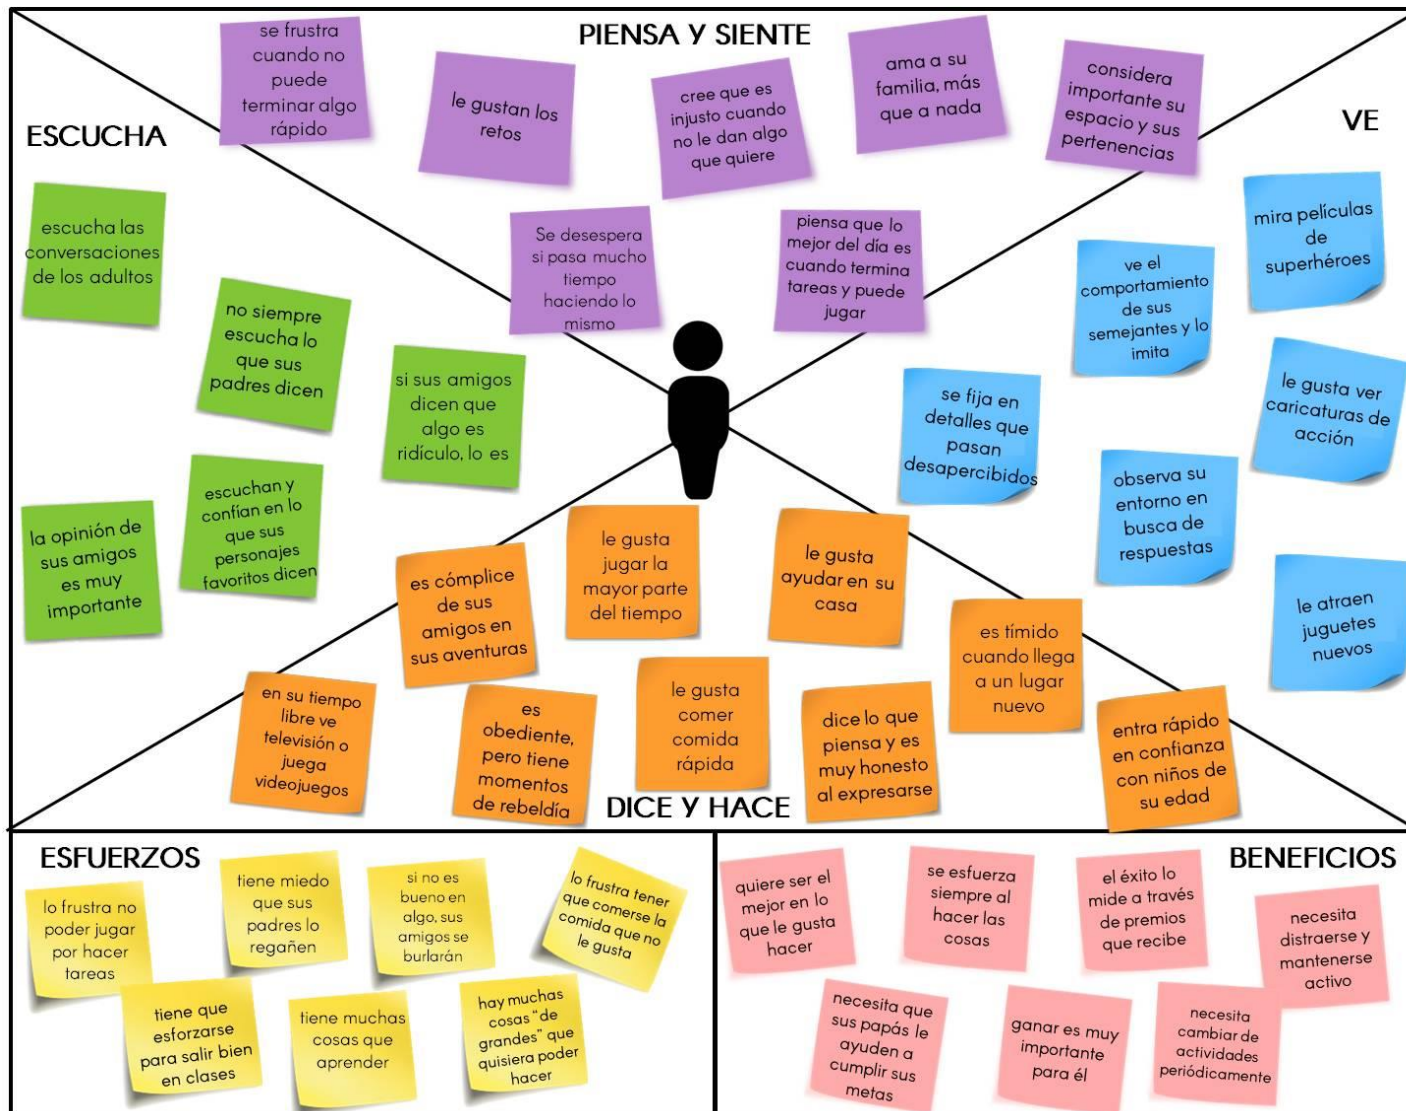 PIENSA Y SIENTE
se frustra
cuando no
puede
terminar algo
rápido
le gustan los
retos
cree que es
injusto cuando
no le dan algo
que quiere
ama a su
familia, más
que a nada
considera
importante su
espacio y sus
pertenencias
Se desespera
si pasa mucho
tiempo
haciendo lo
mismo
piensa que lo
mejor del día es
cuando termina
tareas y puede
jugar
ESCUCHA
escucha las
conversaciones
de los adultos
no siempre
escucha lo
que sus
padres dicen
si sus amigos
dicen que
algo es
ridículo, lo es
la opinión de
sus amigos
es muy
importante
escuchan y
confían en lo
que sus
personajes
favoritos dicen
VE
mira películas
de
superhéroes
ve el
comportamiento
de sus
semejantes y lo
imita
le gusta ver
caricaturas de
acción
se fija en
detalles que
pasan
desapercibidos
observa su
entorno en
busca de
respuestas
le atraen
juguetes
nuevos
es cómplice
de sus
amigos en
sus aventuras
le gusta
jugar la
mayor parte
del tiempo
le gusta
ayudar en su
casa
es tímido
cuando llega
a un lugar
nuevo
en su tiempo
libre ve
televisión o
juega
videojuegos
es
obediente,
pero tiene
momentos
de rebeldía
le gusta
comer
comida
rápida
dice lo que
piensa y es
muy honesto
al expresarse
entra rápido
en confianza
con niños de
su edad
DICE Y HACE
ESFUERZOS
lo frustra no
poder jugar
por hacer
tareas
tiene miedo
que sus
padres lo
regañen
si no es
bueno en
algo, sus
amigos se
burlarán
lo frustra tener
que comerse la
comida que no
le gusta
tiene que
esforzarse
para salir bien
en clases
tiene muchas
cosas que
aprender
hay muchas
cosas "de
grandes" que
quisiera poder
hacer
BENEFICIOS
quiere ser el
mejor en lo
que le gusta
hacer
se esfuerza
siempre al
hacer las
cosas
el éxito lo
mide a través
de premios
que recibe
necesita
distraerse y
mantenerse
activo
necesita que
sus papás le
ayuden a
cumplir sus
metas
ganar es muy
importante
para él
necesita
cambiar de
actividades
periódicamente